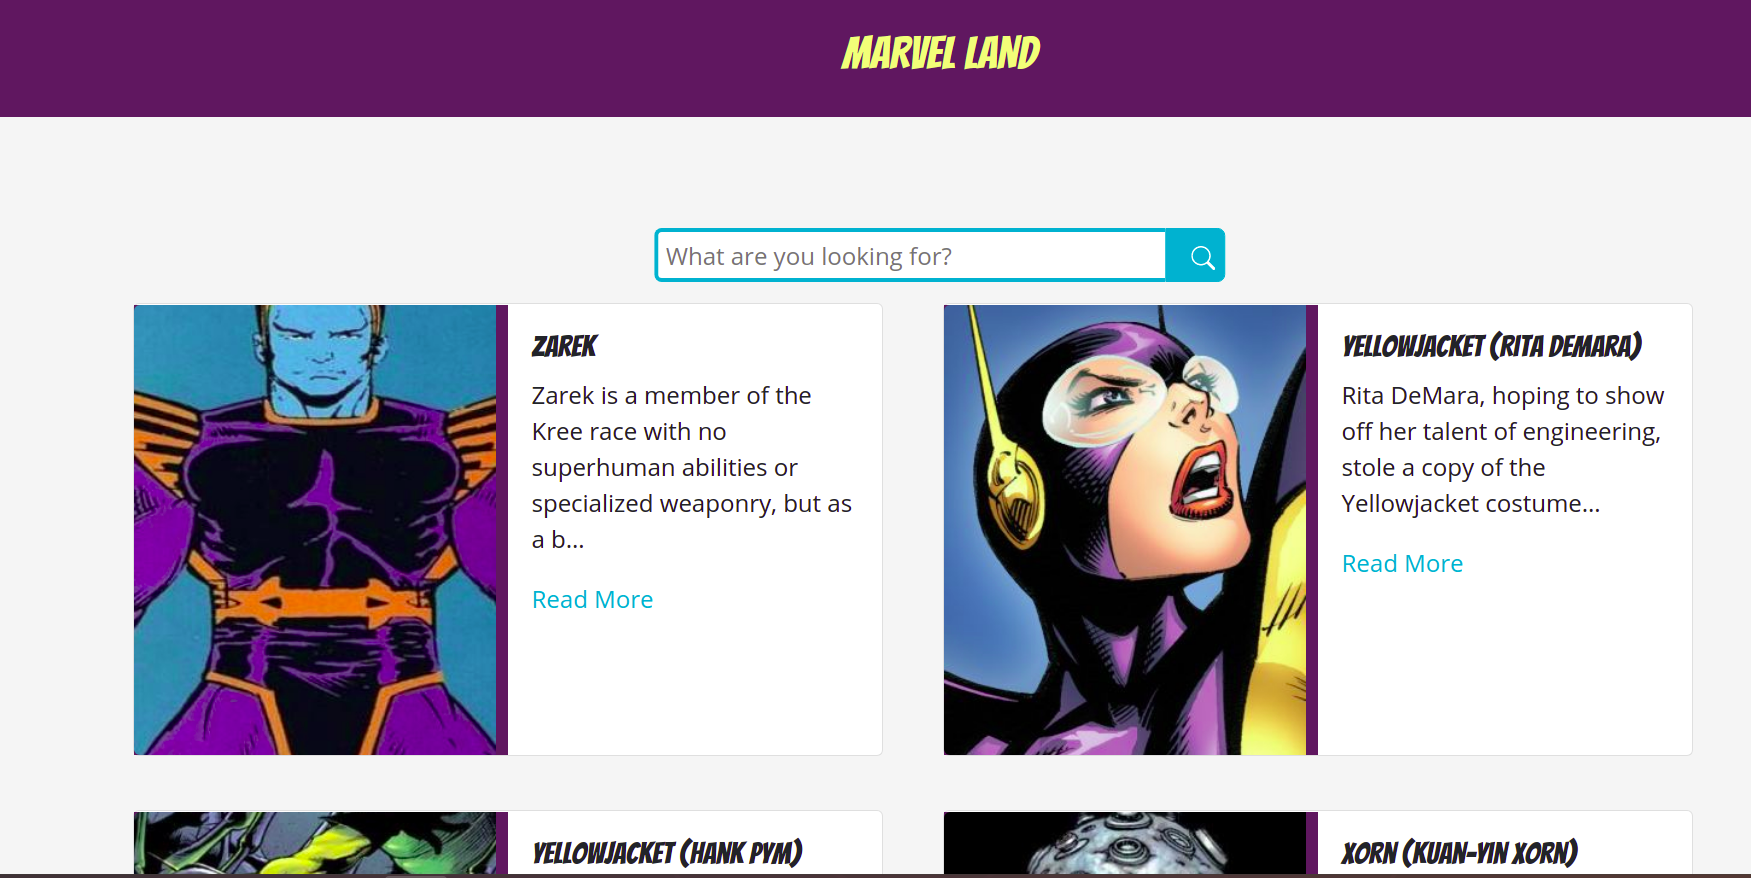 MARVEL LAND
What are you looking for?
ZAREK
Zarek is a member of the
Kree race with no
superhuman abilities or
specialized weaponry, but as
a b...
Read More
YELLOWJACKET (RITA DEMARA)
Rita DeMara, hoping to show
off her talent of engineering,
stole a copy of the
Yellowjacket costume...
Read More
YELLOWJACKET (HANK PYM)
XORN (KUAN-YIN XORN)